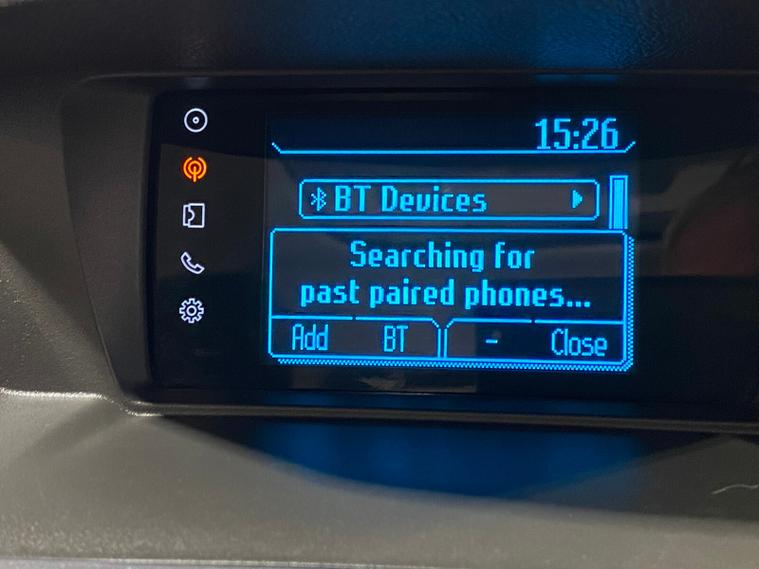 15:26
BT Devices
Searching for
past paired phones...
Add BT - Close